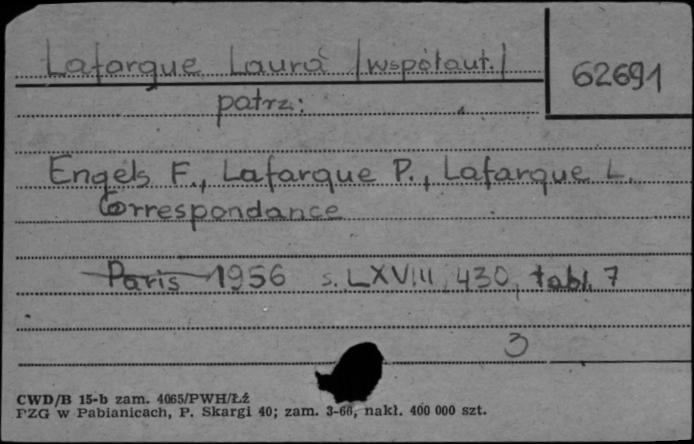 Lafargue Laura /współaut./
62691
patrz:
Engels F., Lafargue P., Lafargue L.
Correspondance
Paris 1956 s. LXVIII, 430, tabl. 7
3
CWD/B 15-b zam. 4065/PWH/Łź
PZG w Pabianicach, P. Skargi 40; zam. 3-66, nakł. 400 000 szt.